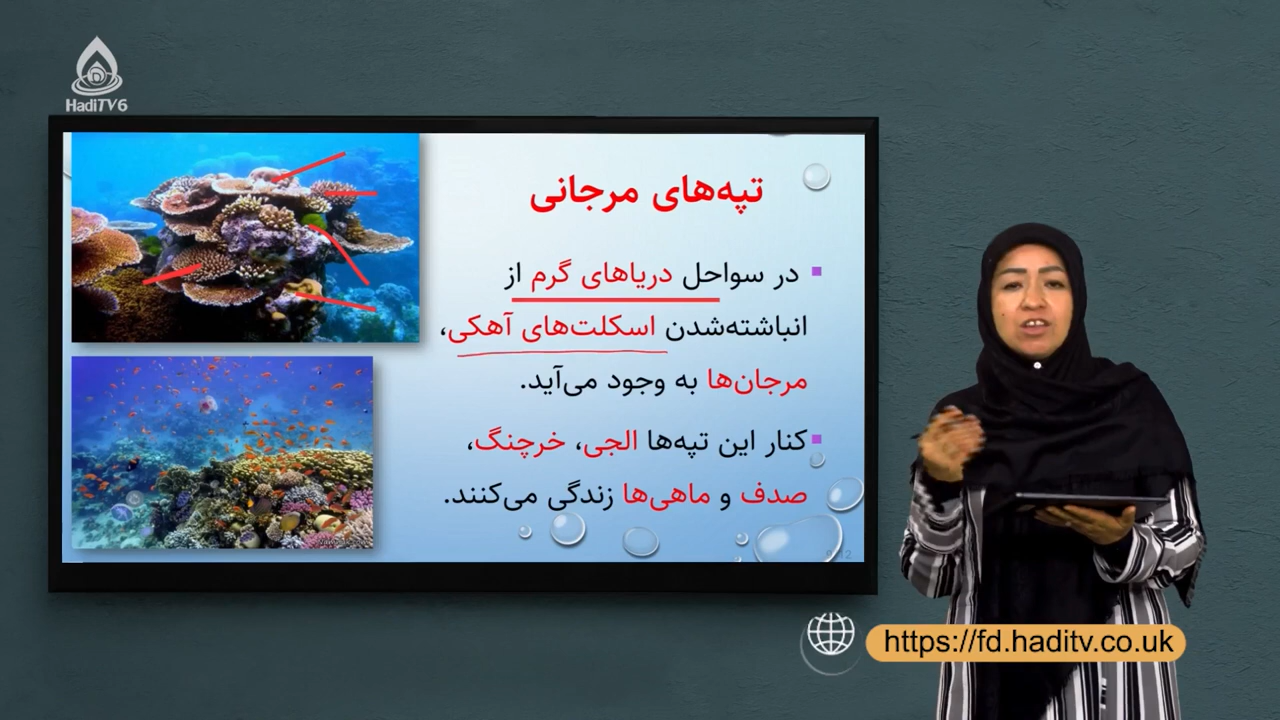 HadiTV6
تپه‌های مرجانی
در سواحل دریاهای گرم از
انباشته‌شدن اسکلت‌های آهکی،
مرجان‌ها به وجود می‌آید.
کنار این تپه‌ها الجی، خرچنگ،
صدف و ماهی‌ها زندگی می‌کنند.
https://fd.haditv.co.uk